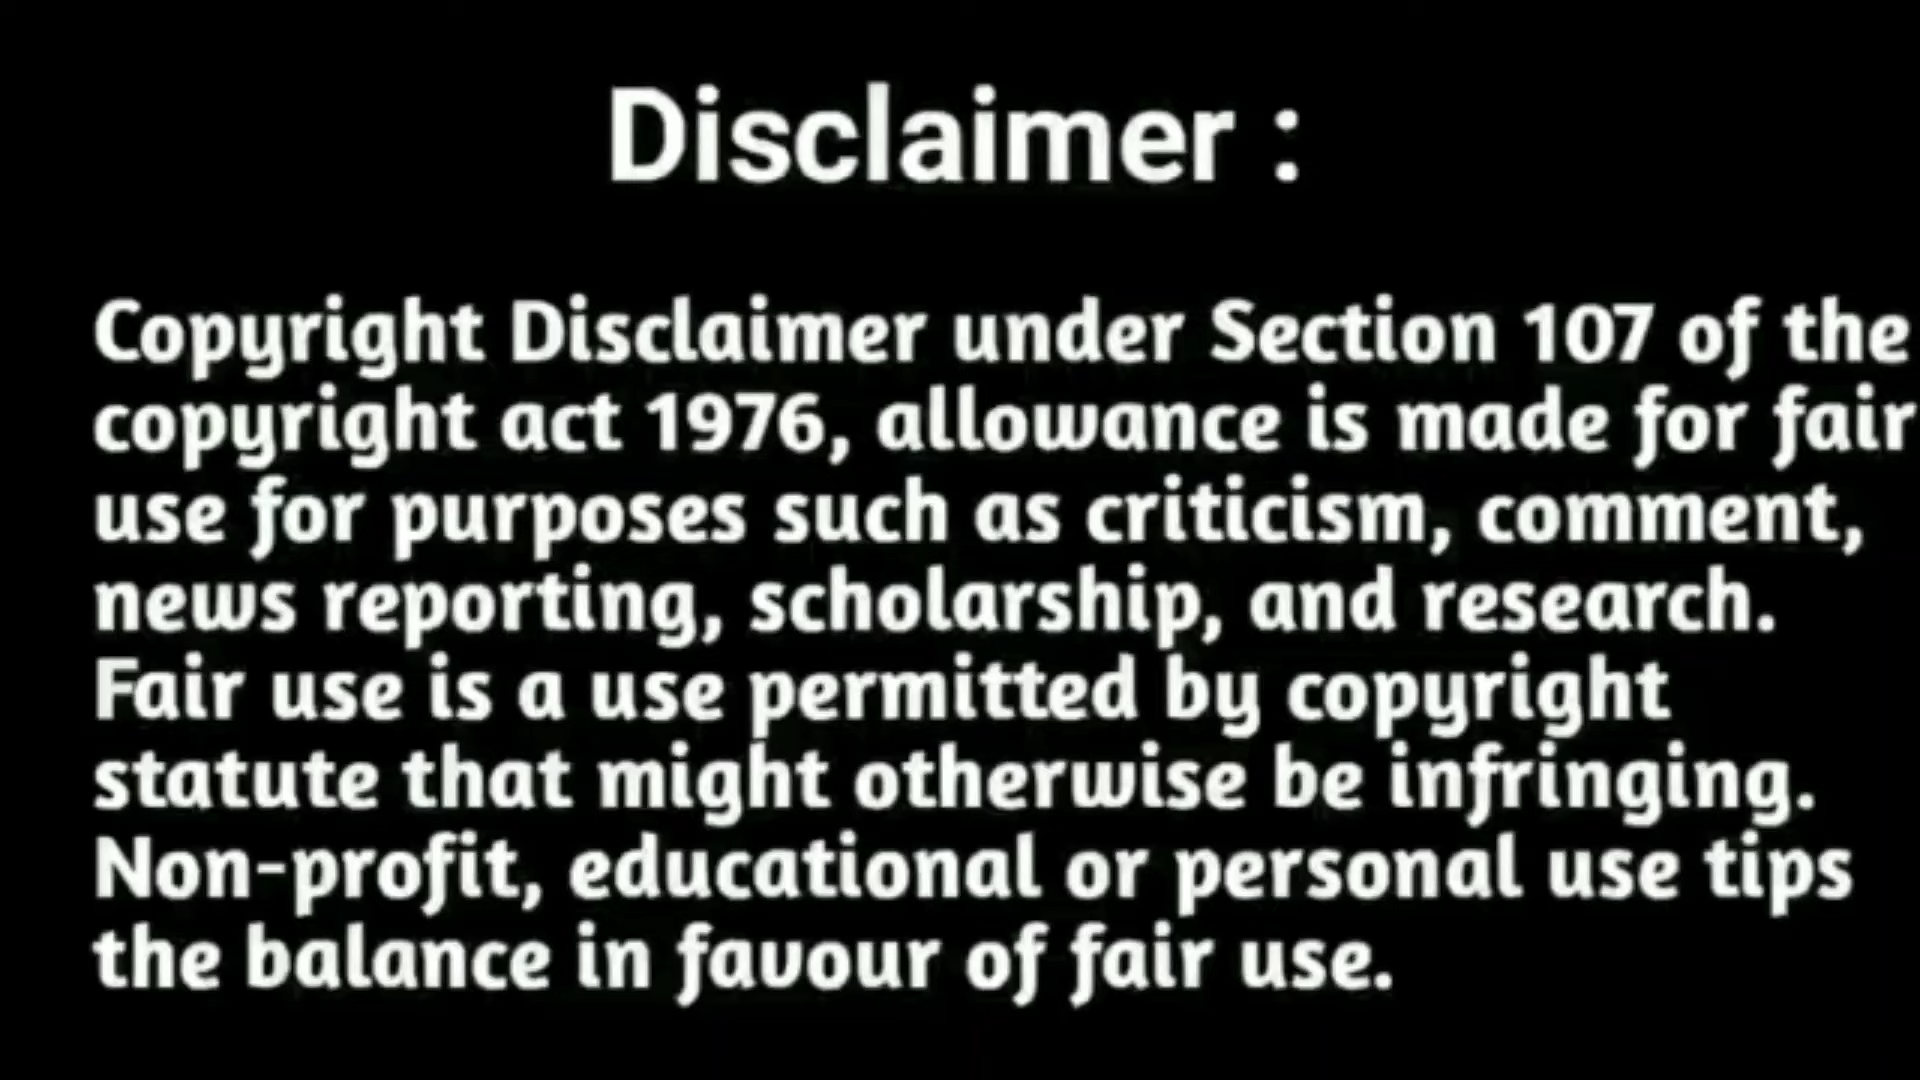 Disclaimer :
Copyright Disclaimer under Section 107 of the
copyright act 1976, allowance is made for fair
use for purposes such as criticism, comment,
news reporting, scholarship, and research.
Fair use is a use permitted by copyright
statute that might otherwise be infringing.
Non-profit, educational or personal use tips
the balance in favour of fair use.